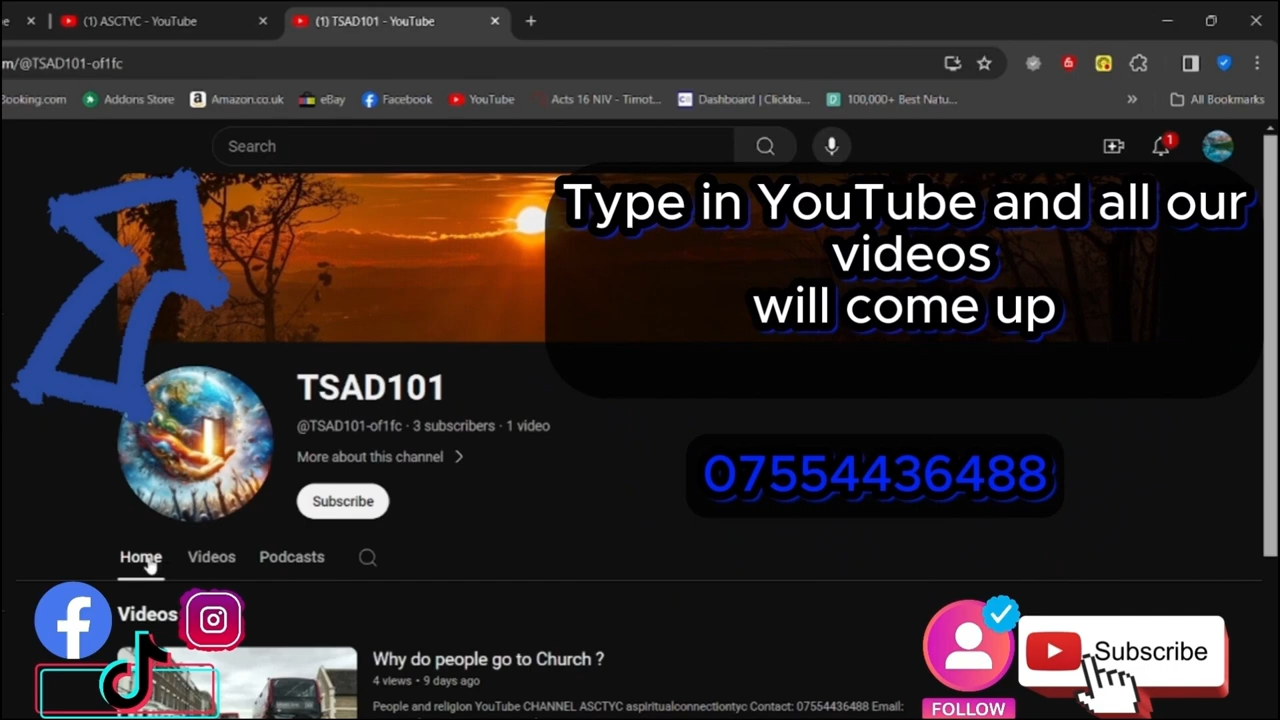 (1) ASCTYC - YouTube
(1) TSAD101 - YouTube
m/@TSAD101-of1fc
Booking.com
Addons Store
Amazon.co.uk
eBay
Facebook
YouTube
Acts 16 NIV - Timot...
Dashboard | Clickba...
100,000+ Best Natu...
All Bookmarks
Search
1
Type in YouTube and all our
videos
will come up
TSAD101
@TSAD101-of1fc · 3 subscribers · 1 video
More about this channel
Subscribe
07554436488
Home
Videos
Podcasts
Videos
Why do people go to Church ?
4 views • 9 days ago
People and religion YouTube CHANNEL ASCTYC aspiritualconnectiontyc Contact: 07554436488 Email:
FOLLOW
Subscribe